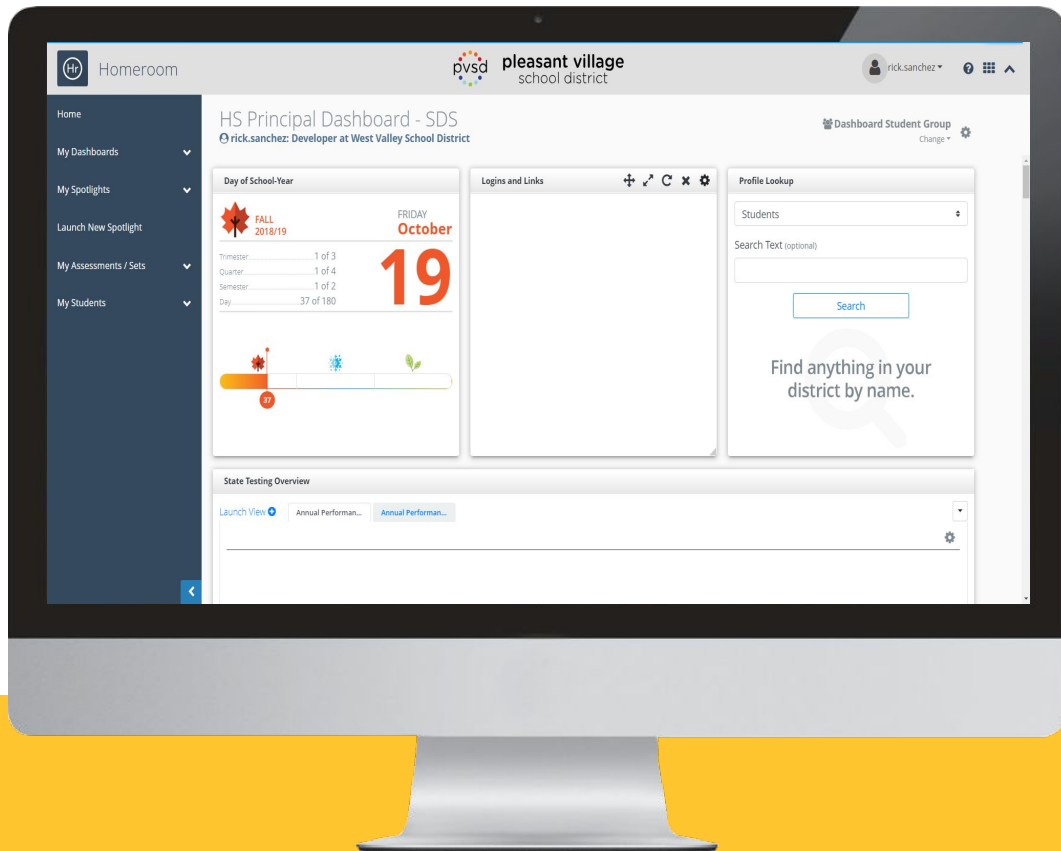 Hr Homeroom
pvsd pleasant village
school district
rick.sanchez
Home
My Dashboards
My Spotlights
Launch New Spotlight
My Assessments / Sets
My Students
HS Principal Dashboard - SDS
rick.sanchez: Developer at West Valley School District
Dashboard Student Group
Change
Day of School-Year
FALL
2018/19
FRIDAY
October
19
Trimester 1 of 3
Quarter 1 of 4
Semester 1 of 2
Day 37 of 180
37
Logins and Links
Profile Lookup
Students
Search Text (optional)
Search
Find anything in your
district by name.
State Testing Overview
Launch View
Annual Performan...
Annual Performan...